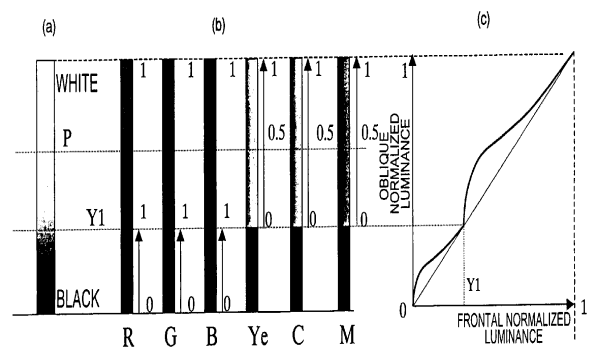 (a) (b) (c)
WHITE 1 1 1 1 1 1 1
P 0.5 0.5 0.5
OBLIQUE NORMALIZED LUMINANCE
Y1 1 1 1 0 0 0
Y1
BLACK 0 0 0 0 1
R G B Ye C M
FRONTAL NORMALIZED LUMINANCE